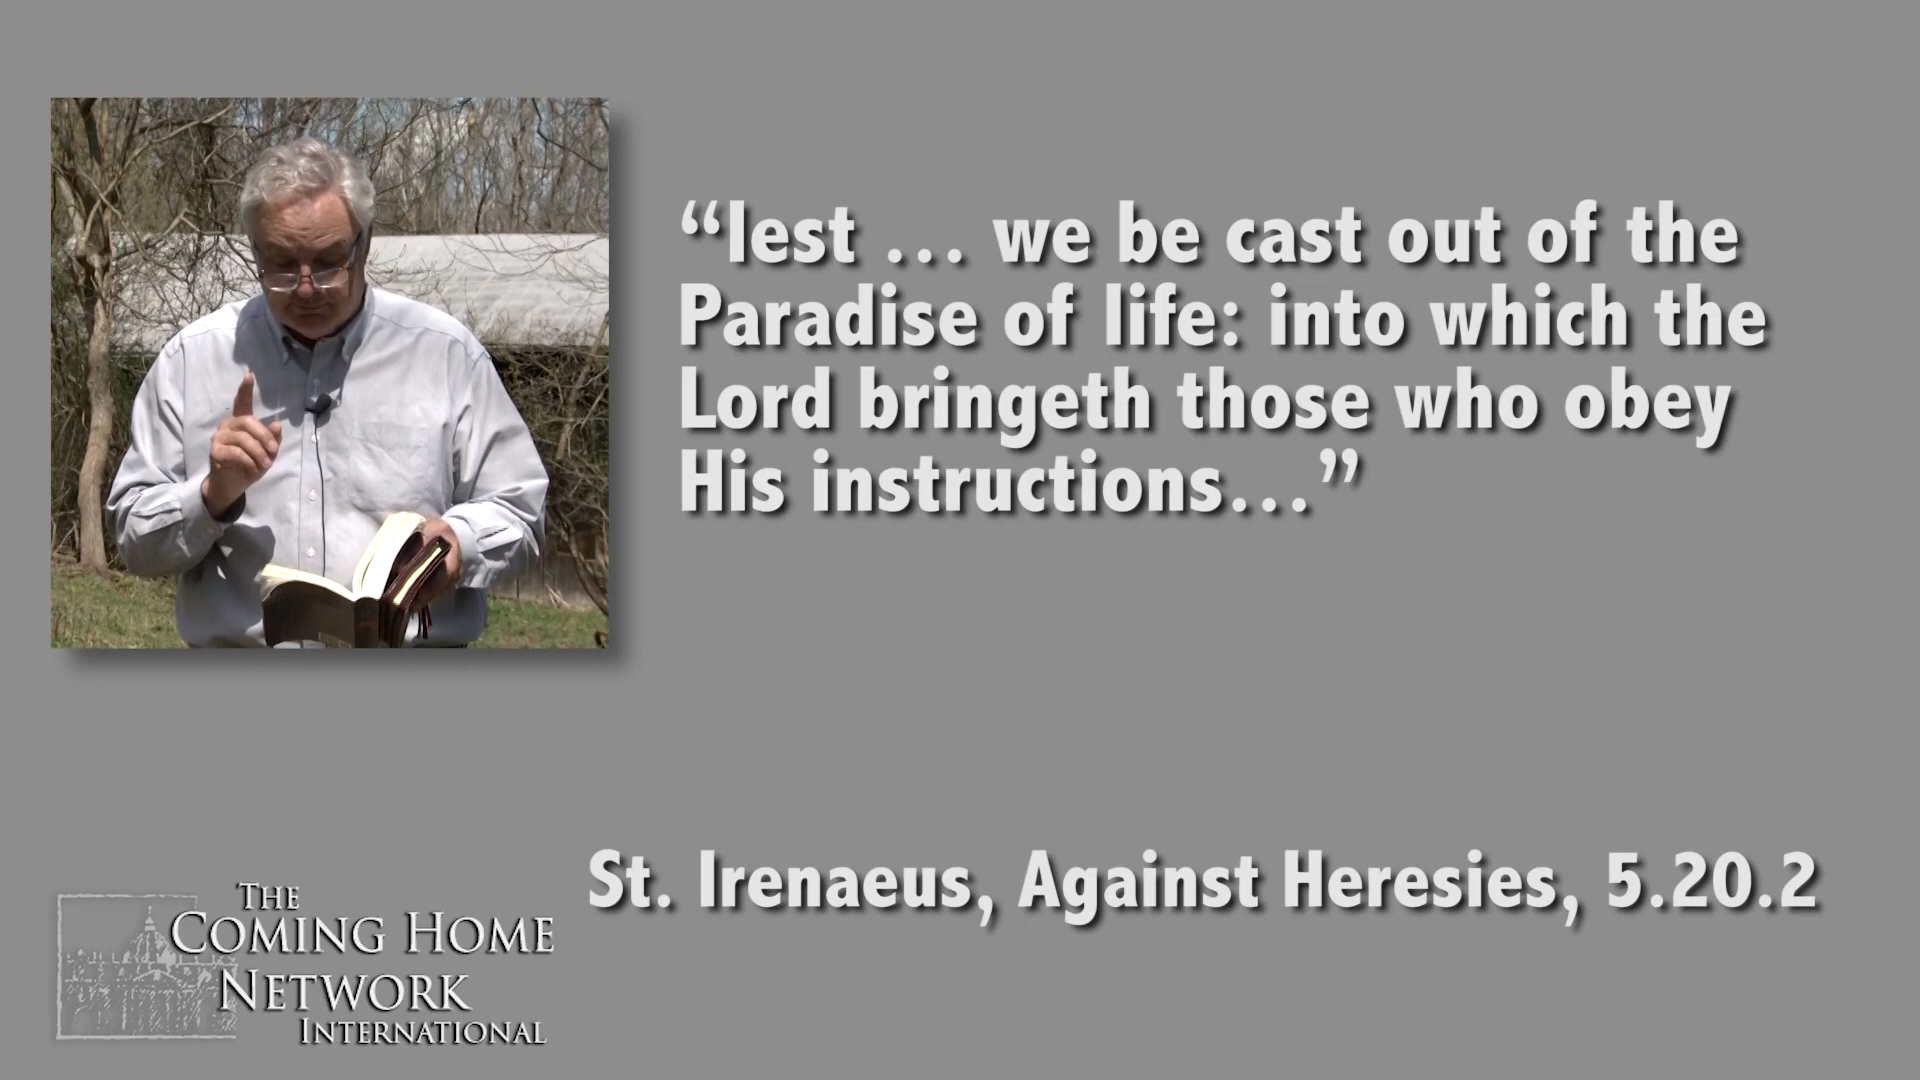 “lest … we be cast out of the
Paradise of life: into which the
Lord bringeth those who obey
His instructions…”
St. Irenaeus, Against Heresies, 5.20.2
The
Coming Home
Network
International